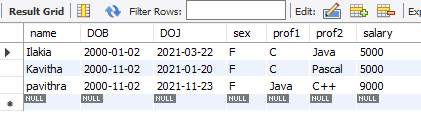 Result Grid Filter Rows: Edit: Exp
name DOB DOJ sex prof1 prof2 salary
Ilakia 2000-01-02 2021-03-22 F C Java 5000
Kavitha 2000-11-02 2021-01-20 F C Pascal 5000
pavithra 2000-11-02 2021-11-23 F Java C++ 9000
NULL NULL NULL NULL NULL NULL NULL